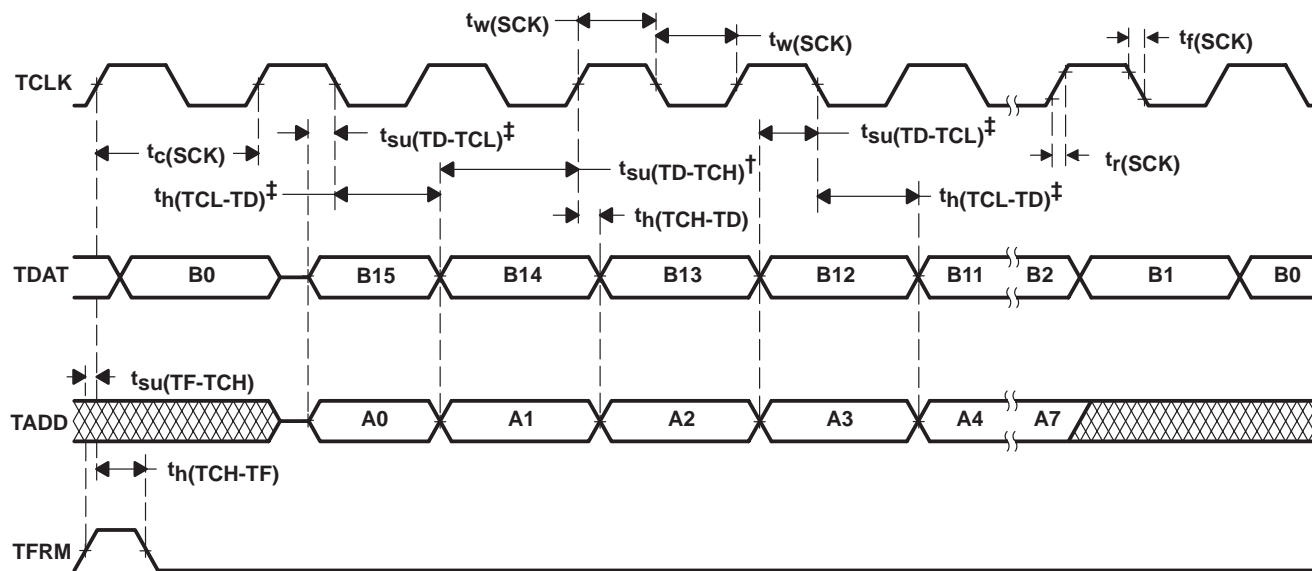 tw(SCK)
tw(SCK)
tf(SCK)
TCLK
tc(SCK)
tsu(TD-TCL)‡
tsu(TD-TCH)†
tsu(TD-TCL)‡
tr(SCK)
th(TCL-TD)‡
th(TCH-TD)
th(TCL-TD)‡
TDAT B0 B15 B14 B13 B12 B11 B2 B1 B0
tsu(TF-TCH)
TADD A0 A1 A2 A3 A4 A7
th(TCH-TF)
TFRM